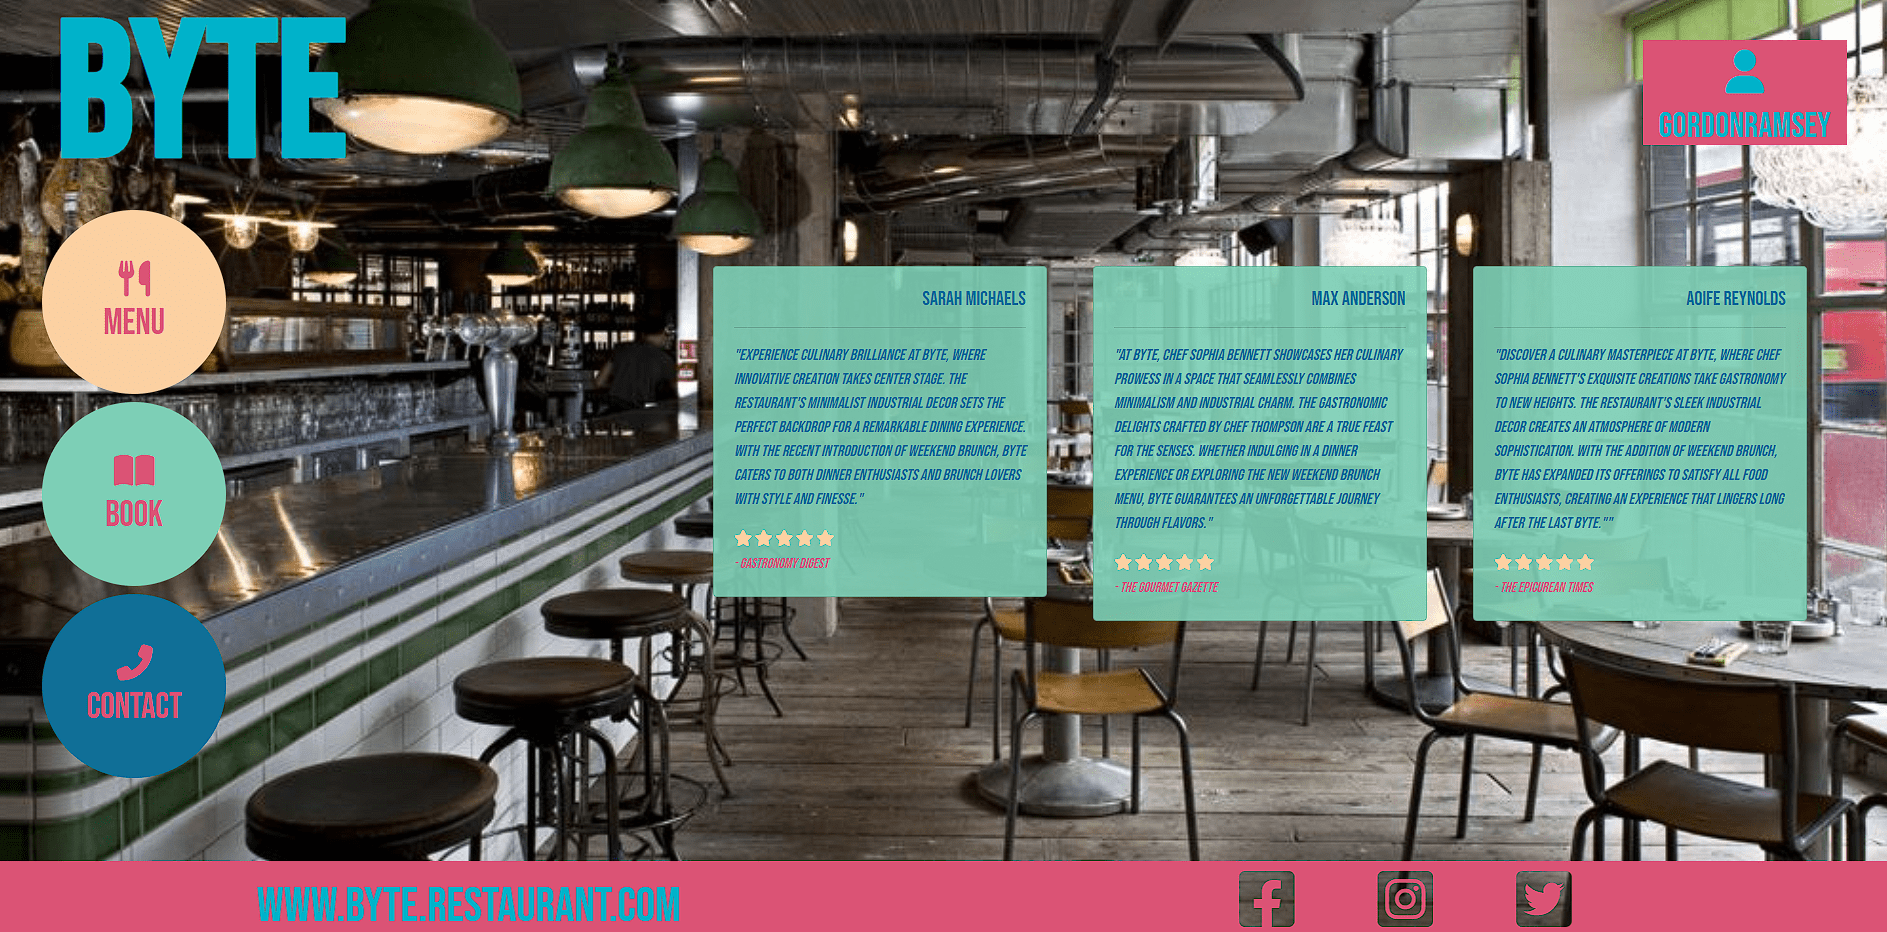 BYTE
GORDONRAMSEY
MENU
BOOK
CONTACT
SARAH MICHAELS
"EXPERIENCE CULINARY BRILLIANCE AT BYTE, WHERE
INNOVATIVE CREATION TAKES CENTER STAGE. THE
RESTAURANT'S MINIMALIST INDUSTRIAL DECOR SETS THE
PERFECT BACKDROP FOR A REMARKABLE DINING EXPERIENCE.
WITH THE RECENT INTRODUCTION OF WEEKEND BRUNCH, BYTE
CATERS TO BOTH DINNER ENTHUSIASTS AND BRUNCH LOVERS
WITH STYLE AND FINESSE."
- GASTRONOMY DIGEST
MAX ANDERSON
"AT BYTE, CHEF SOPHIA BENNETT SHOWCASES HER CULINARY
PROWESS IN A SPACE THAT SEAMLESSLY COMBINES
MINIMALISM AND INDUSTRIAL CHARM. THE GASTRONOMIC
DELIGHTS CRAFTED BY CHEF THOMPSON ARE A TRUE FEAST
FOR THE SENSES. WHETHER INDULGING IN A DINNER
EXPERIENCE OR EXPLORING THE NEW WEEKEND BRUNCH
MENU, BYTE GUARANTEES AN UNFORGETTABLE JOURNEY
THROUGH FLAVORS."
- THE GOURMET GAZETTE
AOIFE REYNOLDS
"DISCOVER A CULINARY MASTERPIECE AT BYTE, WHERE CHEF
SOPHIA BENNETT'S EXQUISITE CREATIONS TAKE GASTRONOMY
TO NEW HEIGHTS. THE RESTAURANT'S SLEEK INDUSTRIAL
DECOR CREATES AN ATMOSPHERE OF MODERN
SOPHISTICATION. WITH THE ADDITION OF WEEKEND BRUNCH,
BYTE HAS EXPANDED ITS OFFERINGS TO SATISFY ALL FOOD
ENTHUSIASTS, CREATING AN EXPERIENCE THAT LINGERS LONG
AFTER THE LAST BYTE.""
- THE EPICUREAN TIMES
WWW.BYTE.RESTAURANT.COM